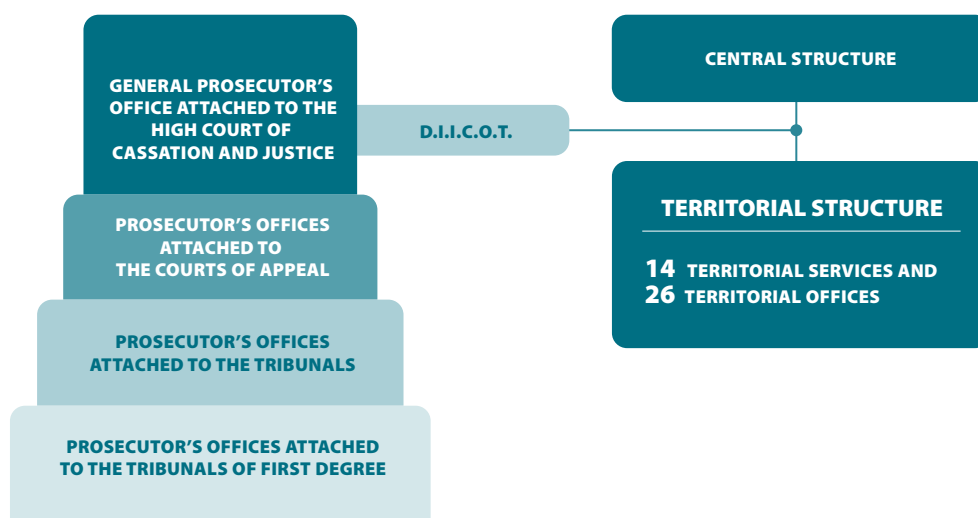 GENERAL PROSECUTOR'S
OFFICE ATTACHED TO THE
HIGH COURT OF
CASSATION AND JUSTICE
D.I.I.C.O.T.
CENTRAL STRUCTURE
TERRITORIAL STRUCTURE
14 TERRITORIAL SERVICES AND
26 TERRITORIAL OFFICES
PROSECUTOR'S OFFICES
ATTACHED TO
THE COURTS OF APPEAL
PROSECUTOR'S OFFICES
ATTACHED TO THE TRIBUNALS
PROSECUTOR'S OFFICES ATTACHED
TO THE TRIBUNALS OF FIRST DEGREE